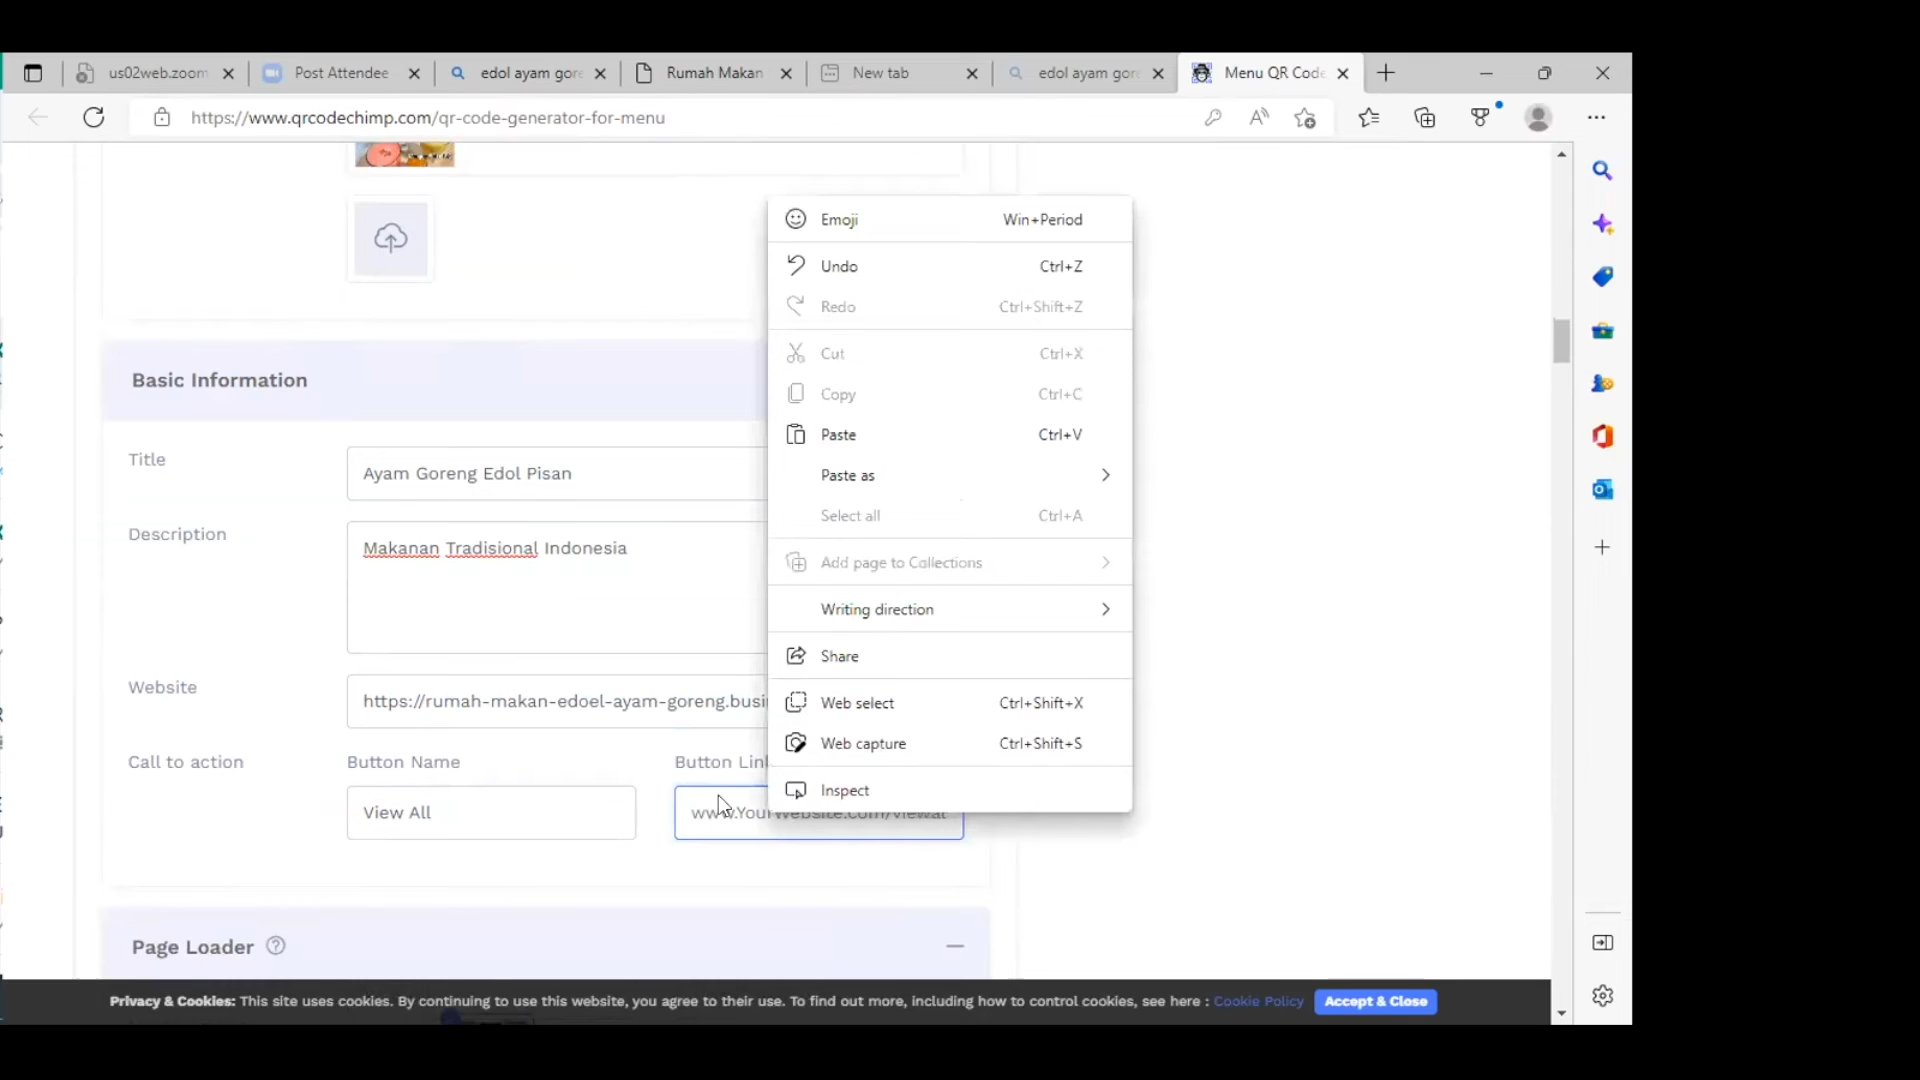 us02web.zoom
Post Attendee
edol ayam gore
Rumah Makan
New tab
edol ayam gore
Menu QR Code
https://www.qrcodechimp.com/qr-code-generator-for-menu
Emoji Win+Period
Undo Ctrl+Z
Redo Ctrl+Shift+Z
Cut Ctrl+X
Copy Ctrl+C
Paste Ctrl+V
Paste as
Select all Ctrl+A
Add page to Collections
Writing direction
Share
Web select Ctrl+Shift+X
Web capture Ctrl+Shift+S
Inspect
Basic Information
Title
Ayam Goreng Edol Pisan
Description
Makanan Tradisional Indonesia
Website
https://rumah-makan-edoel-ayam-goreng.busi
Call to action
Button Name
Button Lin
View All
www.YourWebsite.com/viewal
Page Loader
Privacy & Cookies: This site uses cookies. By continuing to use this website, you agree to their use. To find out more, including how to control cookies, see here : Cookie Policy
Accept & Close